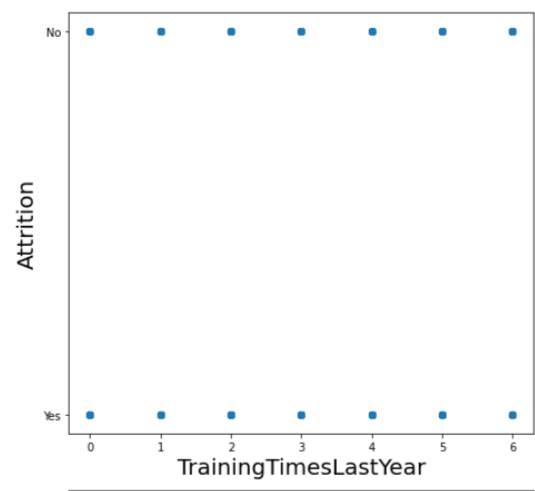 No
Attrition
Yes
0 1 2 3 4 5 6
TrainingTimesLastYear